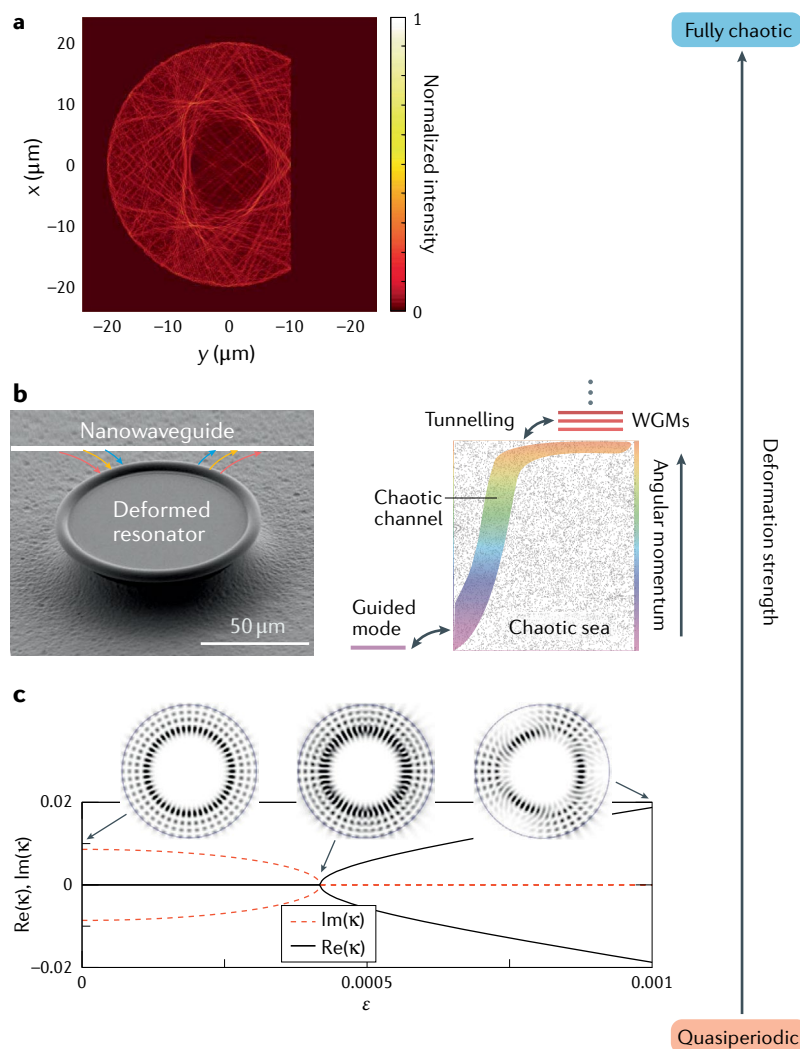 a
20
10
0
−10
−20
x (μm)
−20
−10
0
−10
−20
y (μm)
1
0
Normalized intensity
Fully chaotic
Deformation strength
Quasiperiodic
b
Nanowaveguide
Deformed
resonator
50 μm
Tunnelling
WGMs
Chaotic
channel
Guided
mode
Chaotic sea
Angular momentum
c
0.02
0
−0.02
Re(κ), Im(κ)
Im(κ)
Re(κ)
0
0.0005
0.001
ε